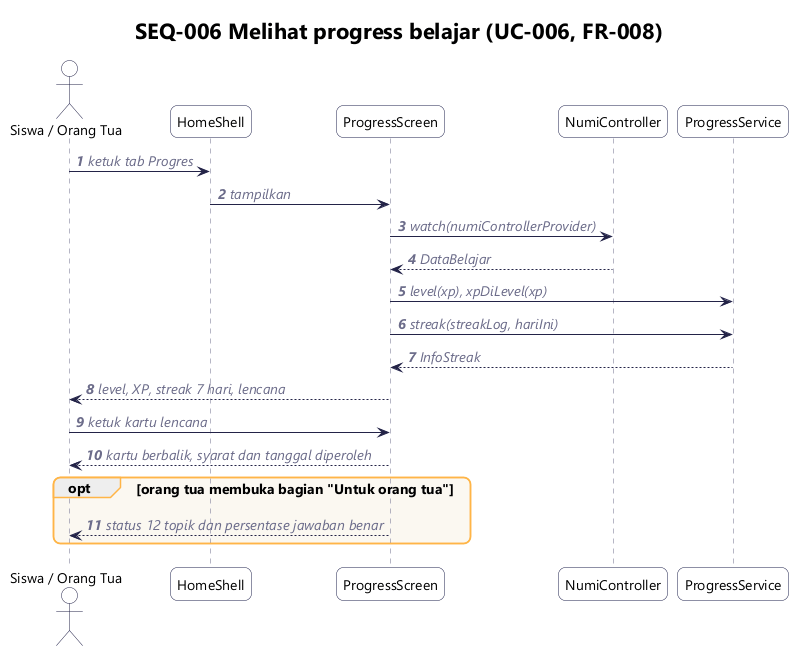 SEQ-006 Melihat progress belajar (UC-006, FR-008)
Siswa / Orang Tua
HomeShell
ProgressScreen
NumiController
ProgressService
1 ketuk tab Progres
2 tampilkan
3 watch(numiControllerProvider)
4 DataBelajar
5 level(xp), xpDiLevel(xp)
6 streak(streakLog, hariIni)
7 InfoStreak
8 level, XP, streak 7 hari, lencana
9 ketuk kartu lencana
10 kartu berbalik, syarat dan tanggal diperoleh
opt [orang tua membuka bagian "Untuk orang tua"]
11 status 12 topik dan persentase jawaban benar
Siswa / Orang Tua
HomeShell
ProgressScreen
NumiController
ProgressService